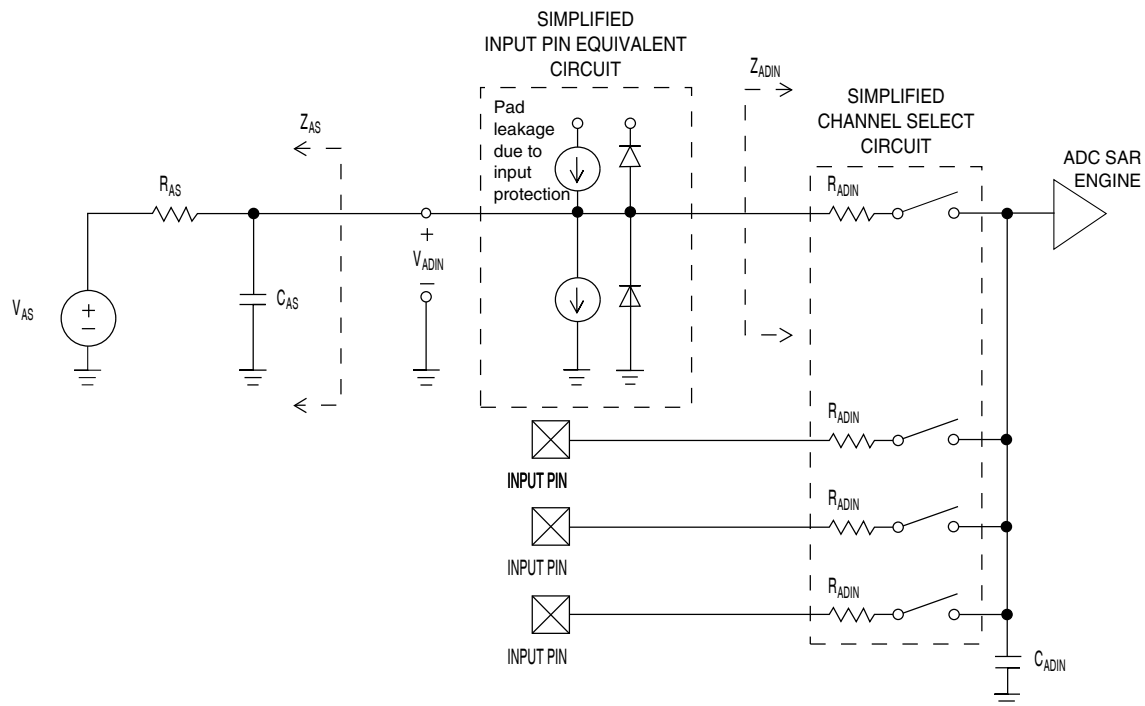 SIMPLIFIED
INPUT PIN EQUIVALENT
CIRCUIT
Pad
leakage
due to
input
protection
ZAS
ZADIN
SIMPLIFIED
CHANNEL SELECT
CIRCUIT
ADC SAR
ENGINE
RAS
RADIN
+
VADIN
–
VAS
+
–
CAS
RADIN
INPUT PIN
RADIN
INPUT PIN
RADIN
INPUT PIN
CADIN